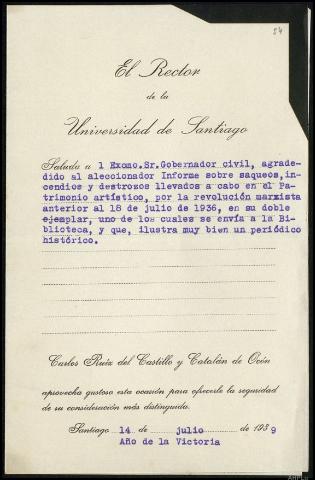 54
El Rector
de la
Universidad de Santiago
Saluda a l Excmo.Sr.Gobernador civil, agrade-
dido al aleccionador Informe sobre saqueos,in-
cendios y destrozos llevados a cabo en el Pa-
trimonio artístico, por la revolución marxista
anterior al 18 de julio de 1936, en su doble
ejemplar, uno de los cuales se envía a la Bi-
blioteca, y que, ilustra muy bien un periódico
histórico.
Carlos Ruiz del Castillo y Catalán de Ocón
aprovecha gustoso esta ocasión para ofrecerle la seguridad
de su consideración más distinguida.
Santiago 14 de julio de 1939
Año de la Victoria
AHPLu